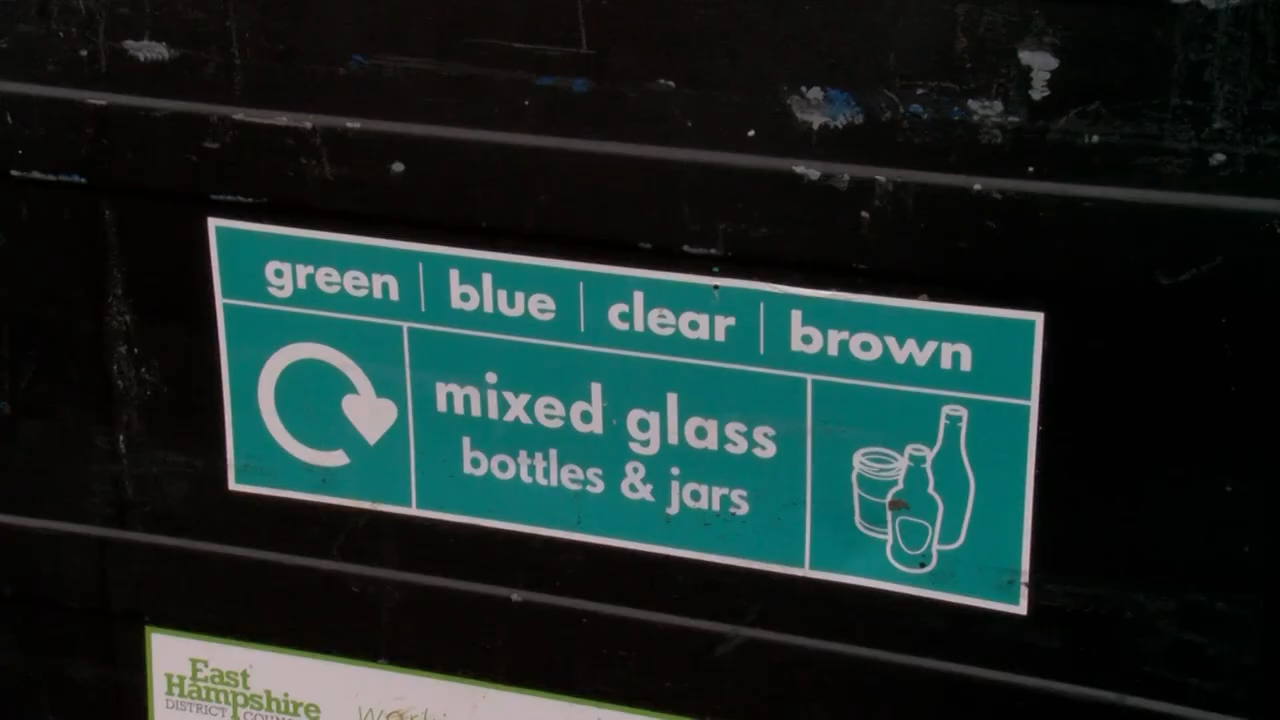 green | blue | clear | brown
mixed glass
bottles & jars
East
Hampshire
DISTRICT